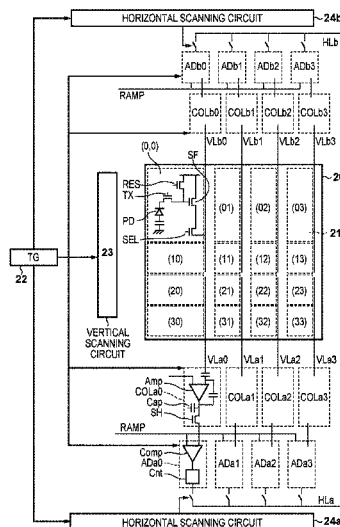 HORIZONTAL SCANNING CIRCUIT
24b
HLb
ADb0 ADb1 ADb2 ADb3
RAMP
COLb0 COLb1 COLb2 COLb3
VLb0 VLb1 VLb2 VLb3
(0,0) SF
RES
TX
PD
SEL
(01) (02) (03)
20
21
(10) (11) (12) (13)
(20) (21) (22) (23)
(30) (31) (32) (33)
TG
22
23
VERTICAL SCANNING CIRCUIT
VLa0 VLa1 VLa2 VLa3
Amp
COLa0
Cap
SH
COLa1 COLa2 COLa3
RAMP
Comp
ADa0
Cnt
ADa1 ADa2 ADa3
HLa
HORIZONTAL SCANNING CIRCUIT
24a